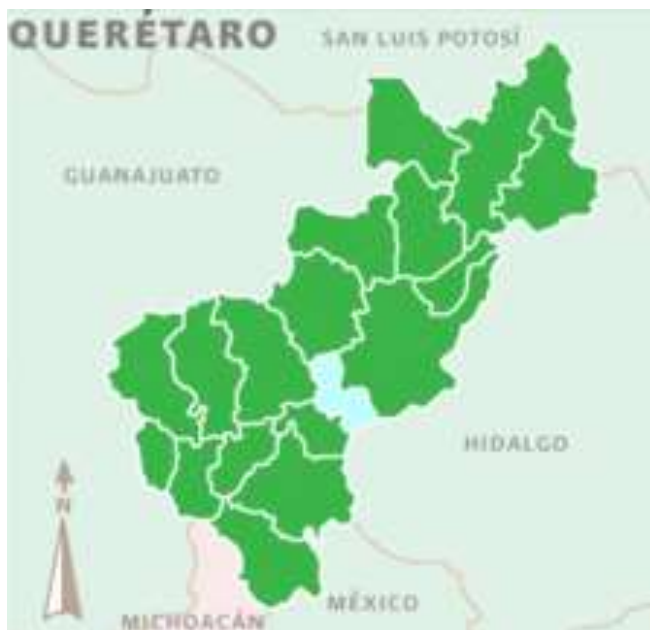 QUERÉTARO
SAN LUIS POTOSÍ
GUANAJUATO
HIDALGO
N
MÉXICO
MICHOACÁN